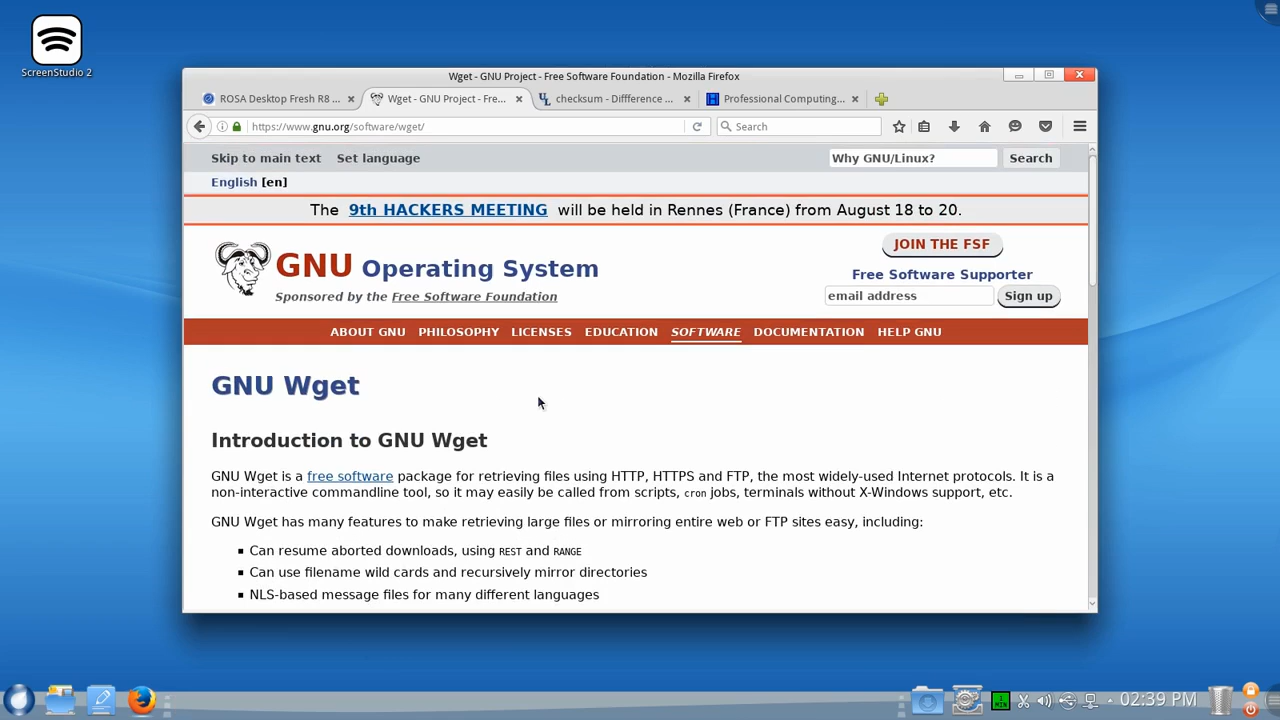 ScreenStudio 2
Wget - GNU Project - Free Software Foundation - Mozilla Firefox
ROSA Desktop Fresh R8 ...
Wget - GNU Project - Fre...
checksum - Diffference ...
Professional Computing...
https://www.gnu.org/software/wget/
Search
Skip to main text Set language
Why GNU/Linux?
Search
English [en]
The 9th HACKERS MEETING will be held in Rennes (France) from August 18 to 20.
JOIN THE FSF
GNU Operating System
Free Software Supporter
Sponsored by the Free Software Foundation
email address
Sign up
ABOUT GNU PHILOSOPHY LICENSES EDUCATION SOFTWARE DOCUMENTATION HELP GNU
GNU Wget
Introduction to GNU Wget
GNU Wget is a free software package for retrieving files using HTTP, HTTPS and FTP, the most widely-used Internet protocols. It is a
non-interactive commandline tool, so it may easily be called from scripts, cron jobs, terminals without X-Windows support, etc.
GNU Wget has many features to make retrieving large files or mirroring entire web or FTP sites easy, including:
Can resume aborted downloads, using REST and RANGE
Can use filename wild cards and recursively mirror directories
NLS-based message files for many different languages
1
MIN
02:39 PM